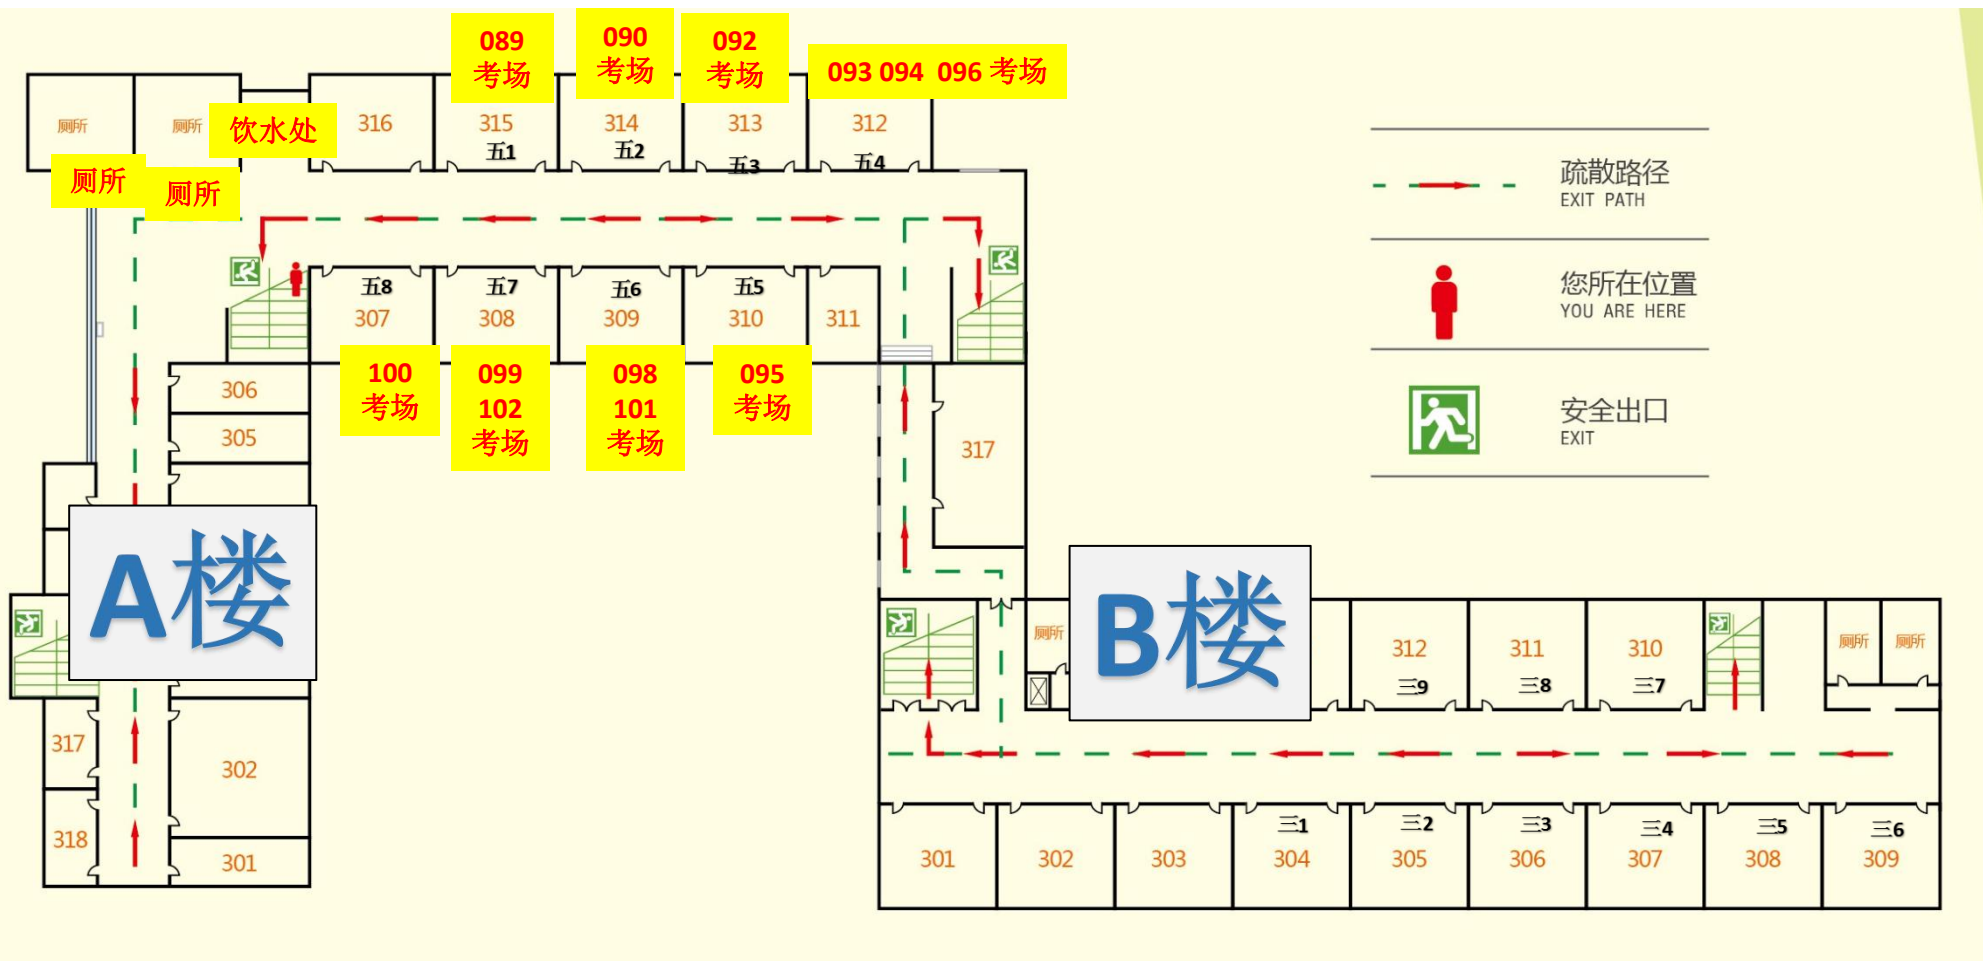 089
考场
090
考场
092
考场
093 094 096 考场
厕所
厕所
饮水处
316
315
五1
314
五2
313
五3
312
五4
厕所
厕所
五8
307
五7
308
五6
309
五5
310
311
100
考场
099
102
考场
098
101
考场
095
考场
306
305
317
A楼
317
302
318
301
疏散路径
EXIT PATH
您所在位置
YOU ARE HERE
安全出口
EXIT
B楼
厕所
312
三9
311
三8
310
三7
厕所
厕所
301
302
303
三1
304
三2
305
三3
306
三4
307
三5
308
三6
309